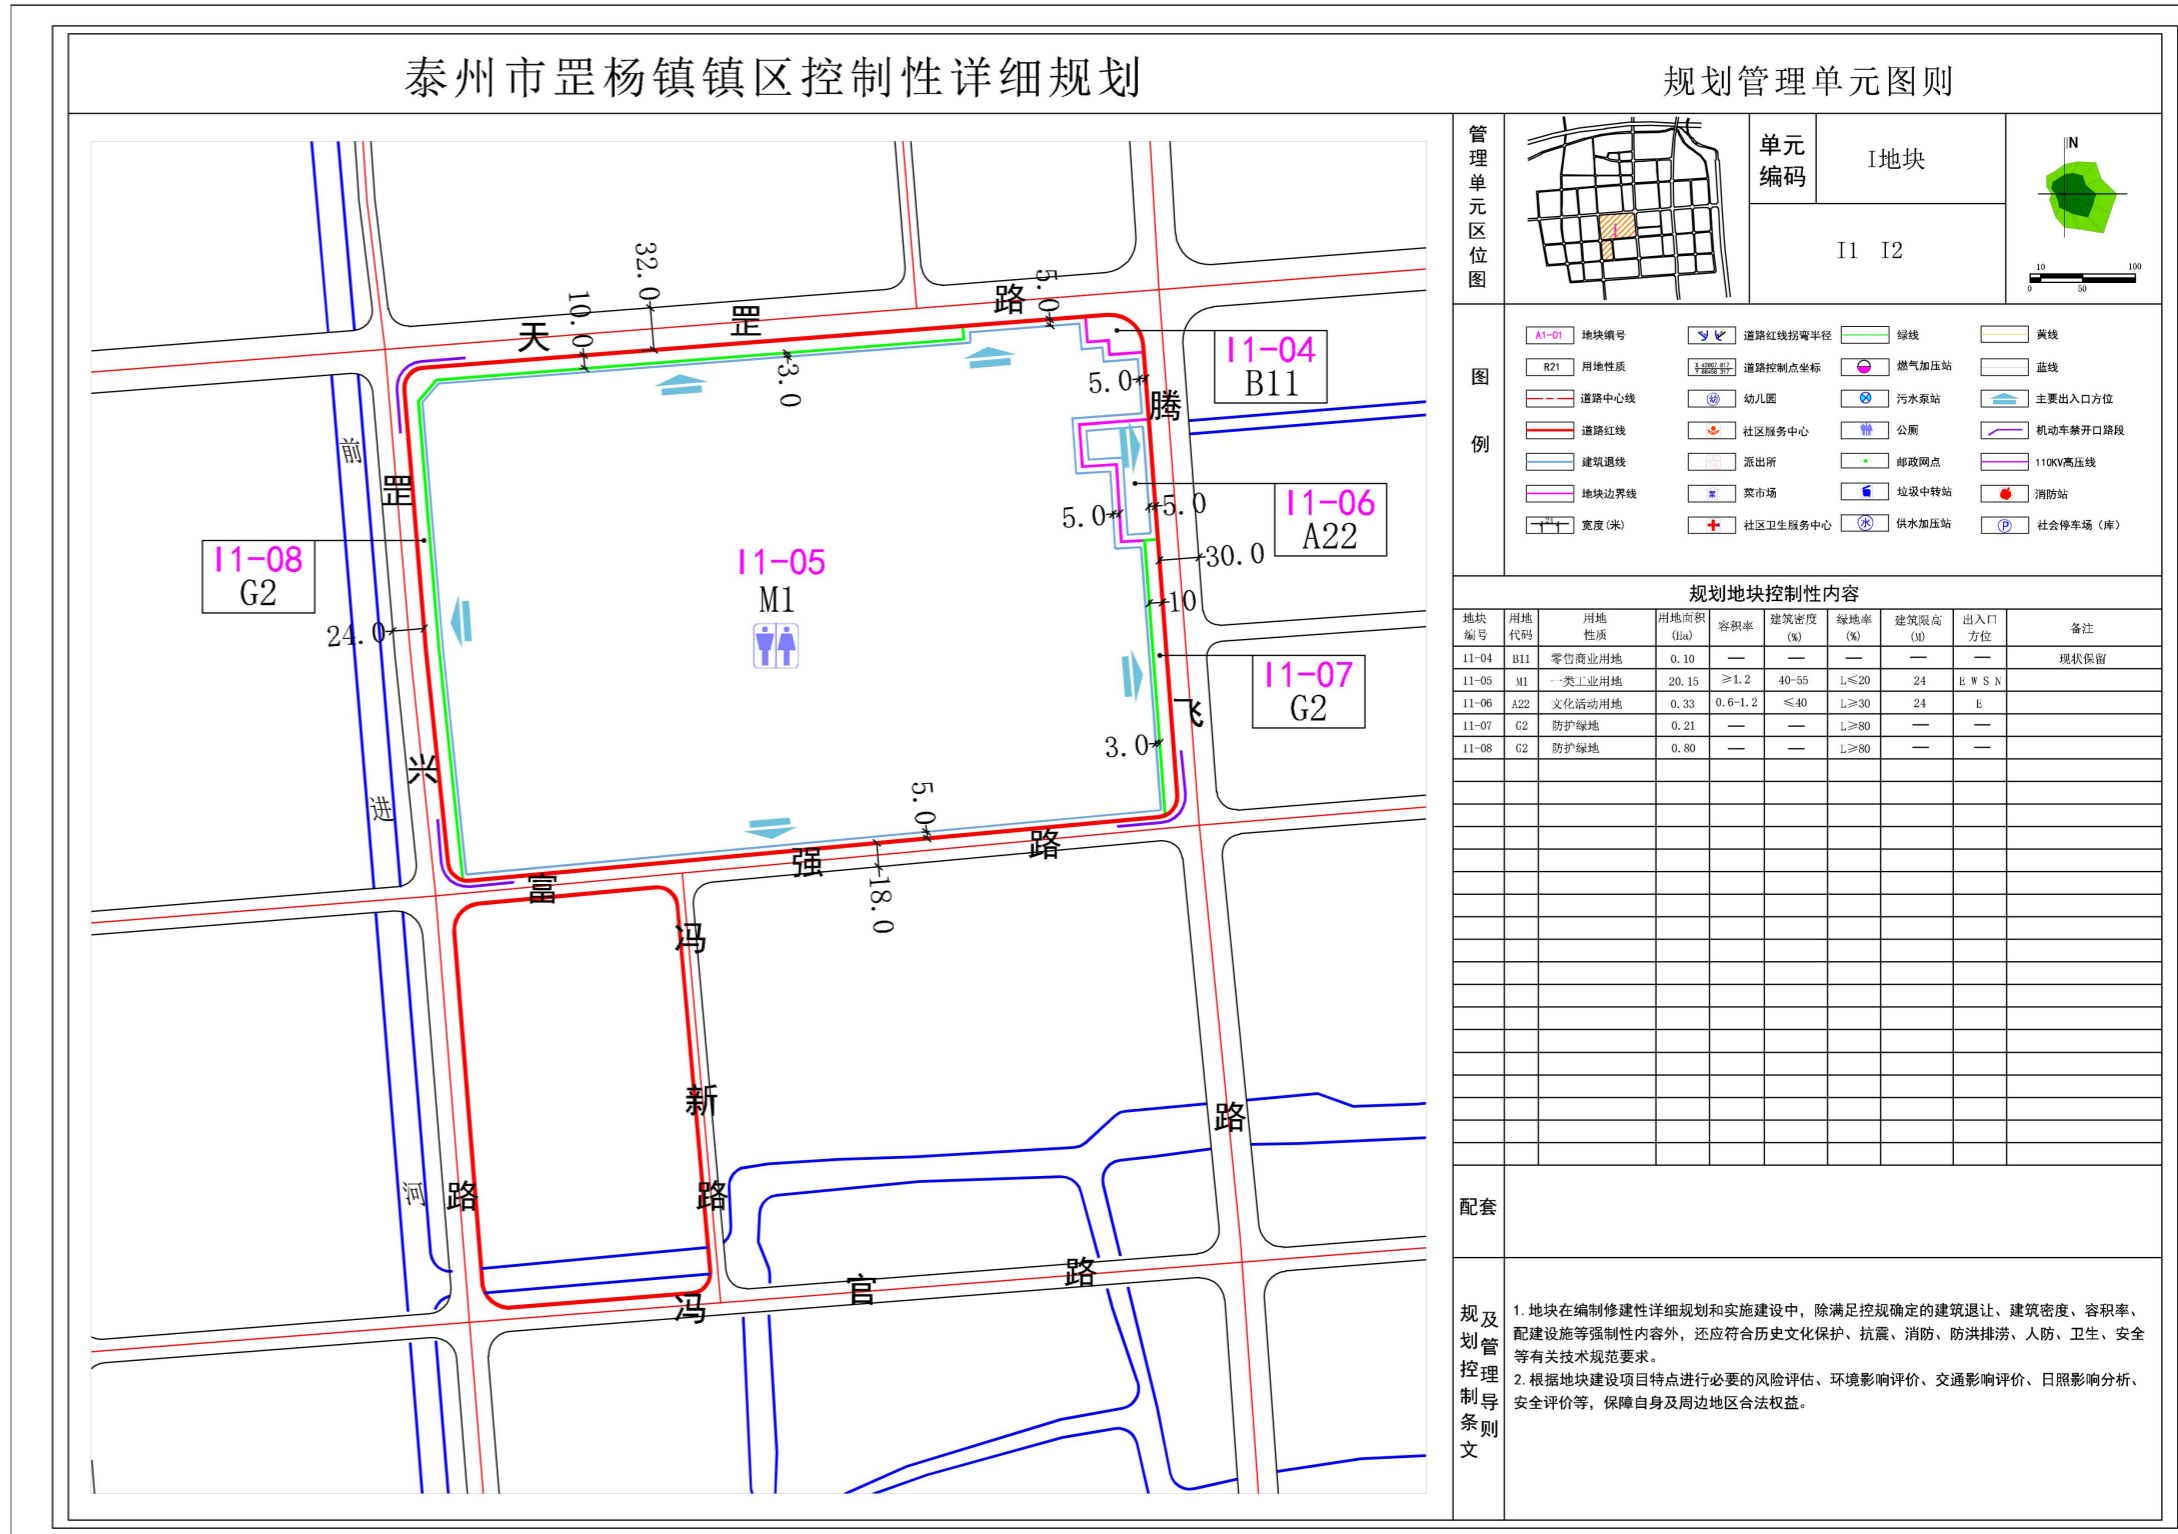 泰州市罡杨镇镇区控制性详细规划
规划管理单元图则
管理单元区位图
单元编码
I地块
I1 I2
N
10 100
0 50
图例
A1-01 地块编号
道路红线拐弯半径
绿线
黄线
R21 用地性质
道路控制点坐标
燃气加压站
蓝线
道路中心线
幼 幼儿园
污水泵站
主要出入口方位
道路红线
社区服务中心
公厕
机动车禁开口路段
建筑退线
派出所
邮政网点
110KV高压线
地块边界线
菜 菜市场
垃圾中转站
消防站
宽度(米)
社区卫生服务中心
水 供水加压站
P 社会停车场（库）
规划地块控制性内容
地块编号 用地代码 用地性质 用地面积(Ha) 容积率 建筑密度(%) 绿地率(%) 建筑限高(M) 出入口方位 备注
I1-04 B11 零售商业用地 0.10 — — — — — 现状保留
I1-05 M1 一类工业用地 20.15 ≥1.2 40-55 L≤20 24 E W S N
I1-06 A22 文化活动用地 0.33 0.6-1.2 ≤40 L≥30 24 E
I1-07 G2 防护绿地 0.21 — — L≥80 — —
I1-08 G2 防护绿地 0.80 — — L≥80 — —
配套
规划控制条文及管理导则
1. 地块在编制修建性详细规划和实施建设中, 除满足控规确定的建筑退让、建筑密度、容积率、
配建设施等强制性内容外, 还应符合历史文化保护、抗震、消防、防洪排涝、人防、卫生、安全
等有关技术规范要求。
2. 根据地块建设项目特点进行必要的风险评估、环境影响评价、交通影响评价、日照影响分析、
安全评价等, 保障自身及周边地区合法权益。
天罡路
32.0
10.0
5.0
3.0
I1-04
B11
5.0
腾飞路
I1-06
A22
5.0
5.0
30.0
10
I1-05
M1
I1-08
G2
24.0
I1-07
G2
3.0
5.0
18.0
罡兴路
前进河
富强路
冯新路
冯官路